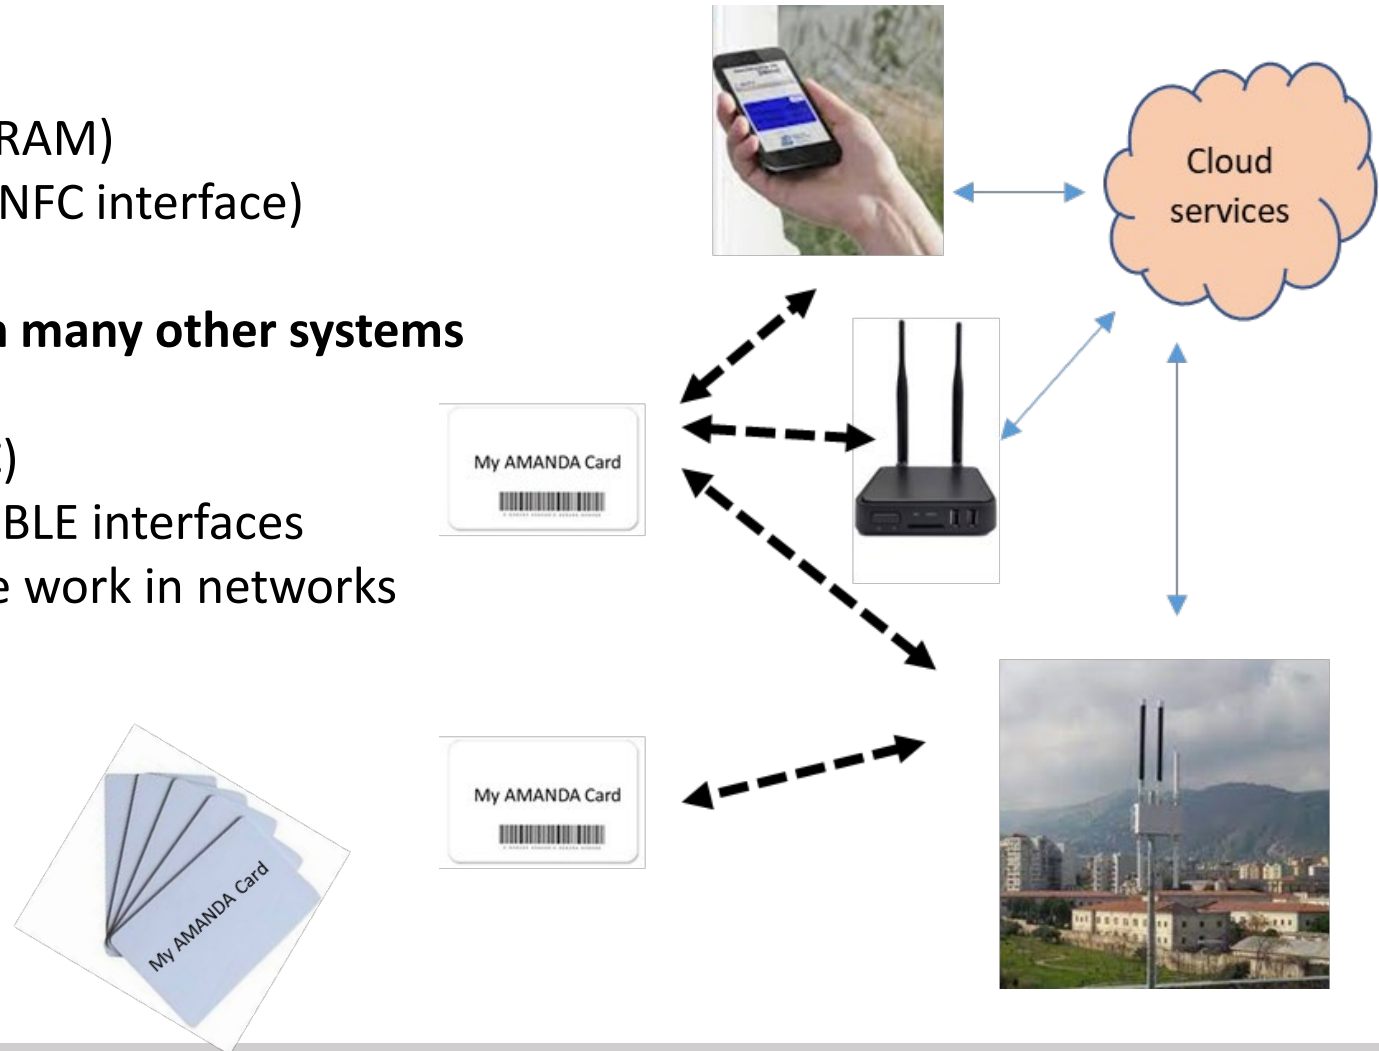 RAM)
NFC interface)
many other systems
BLE interfaces
work in networks
Cloud
services
My AMANDA Card
My AMANDA Card
My AMANDA Card